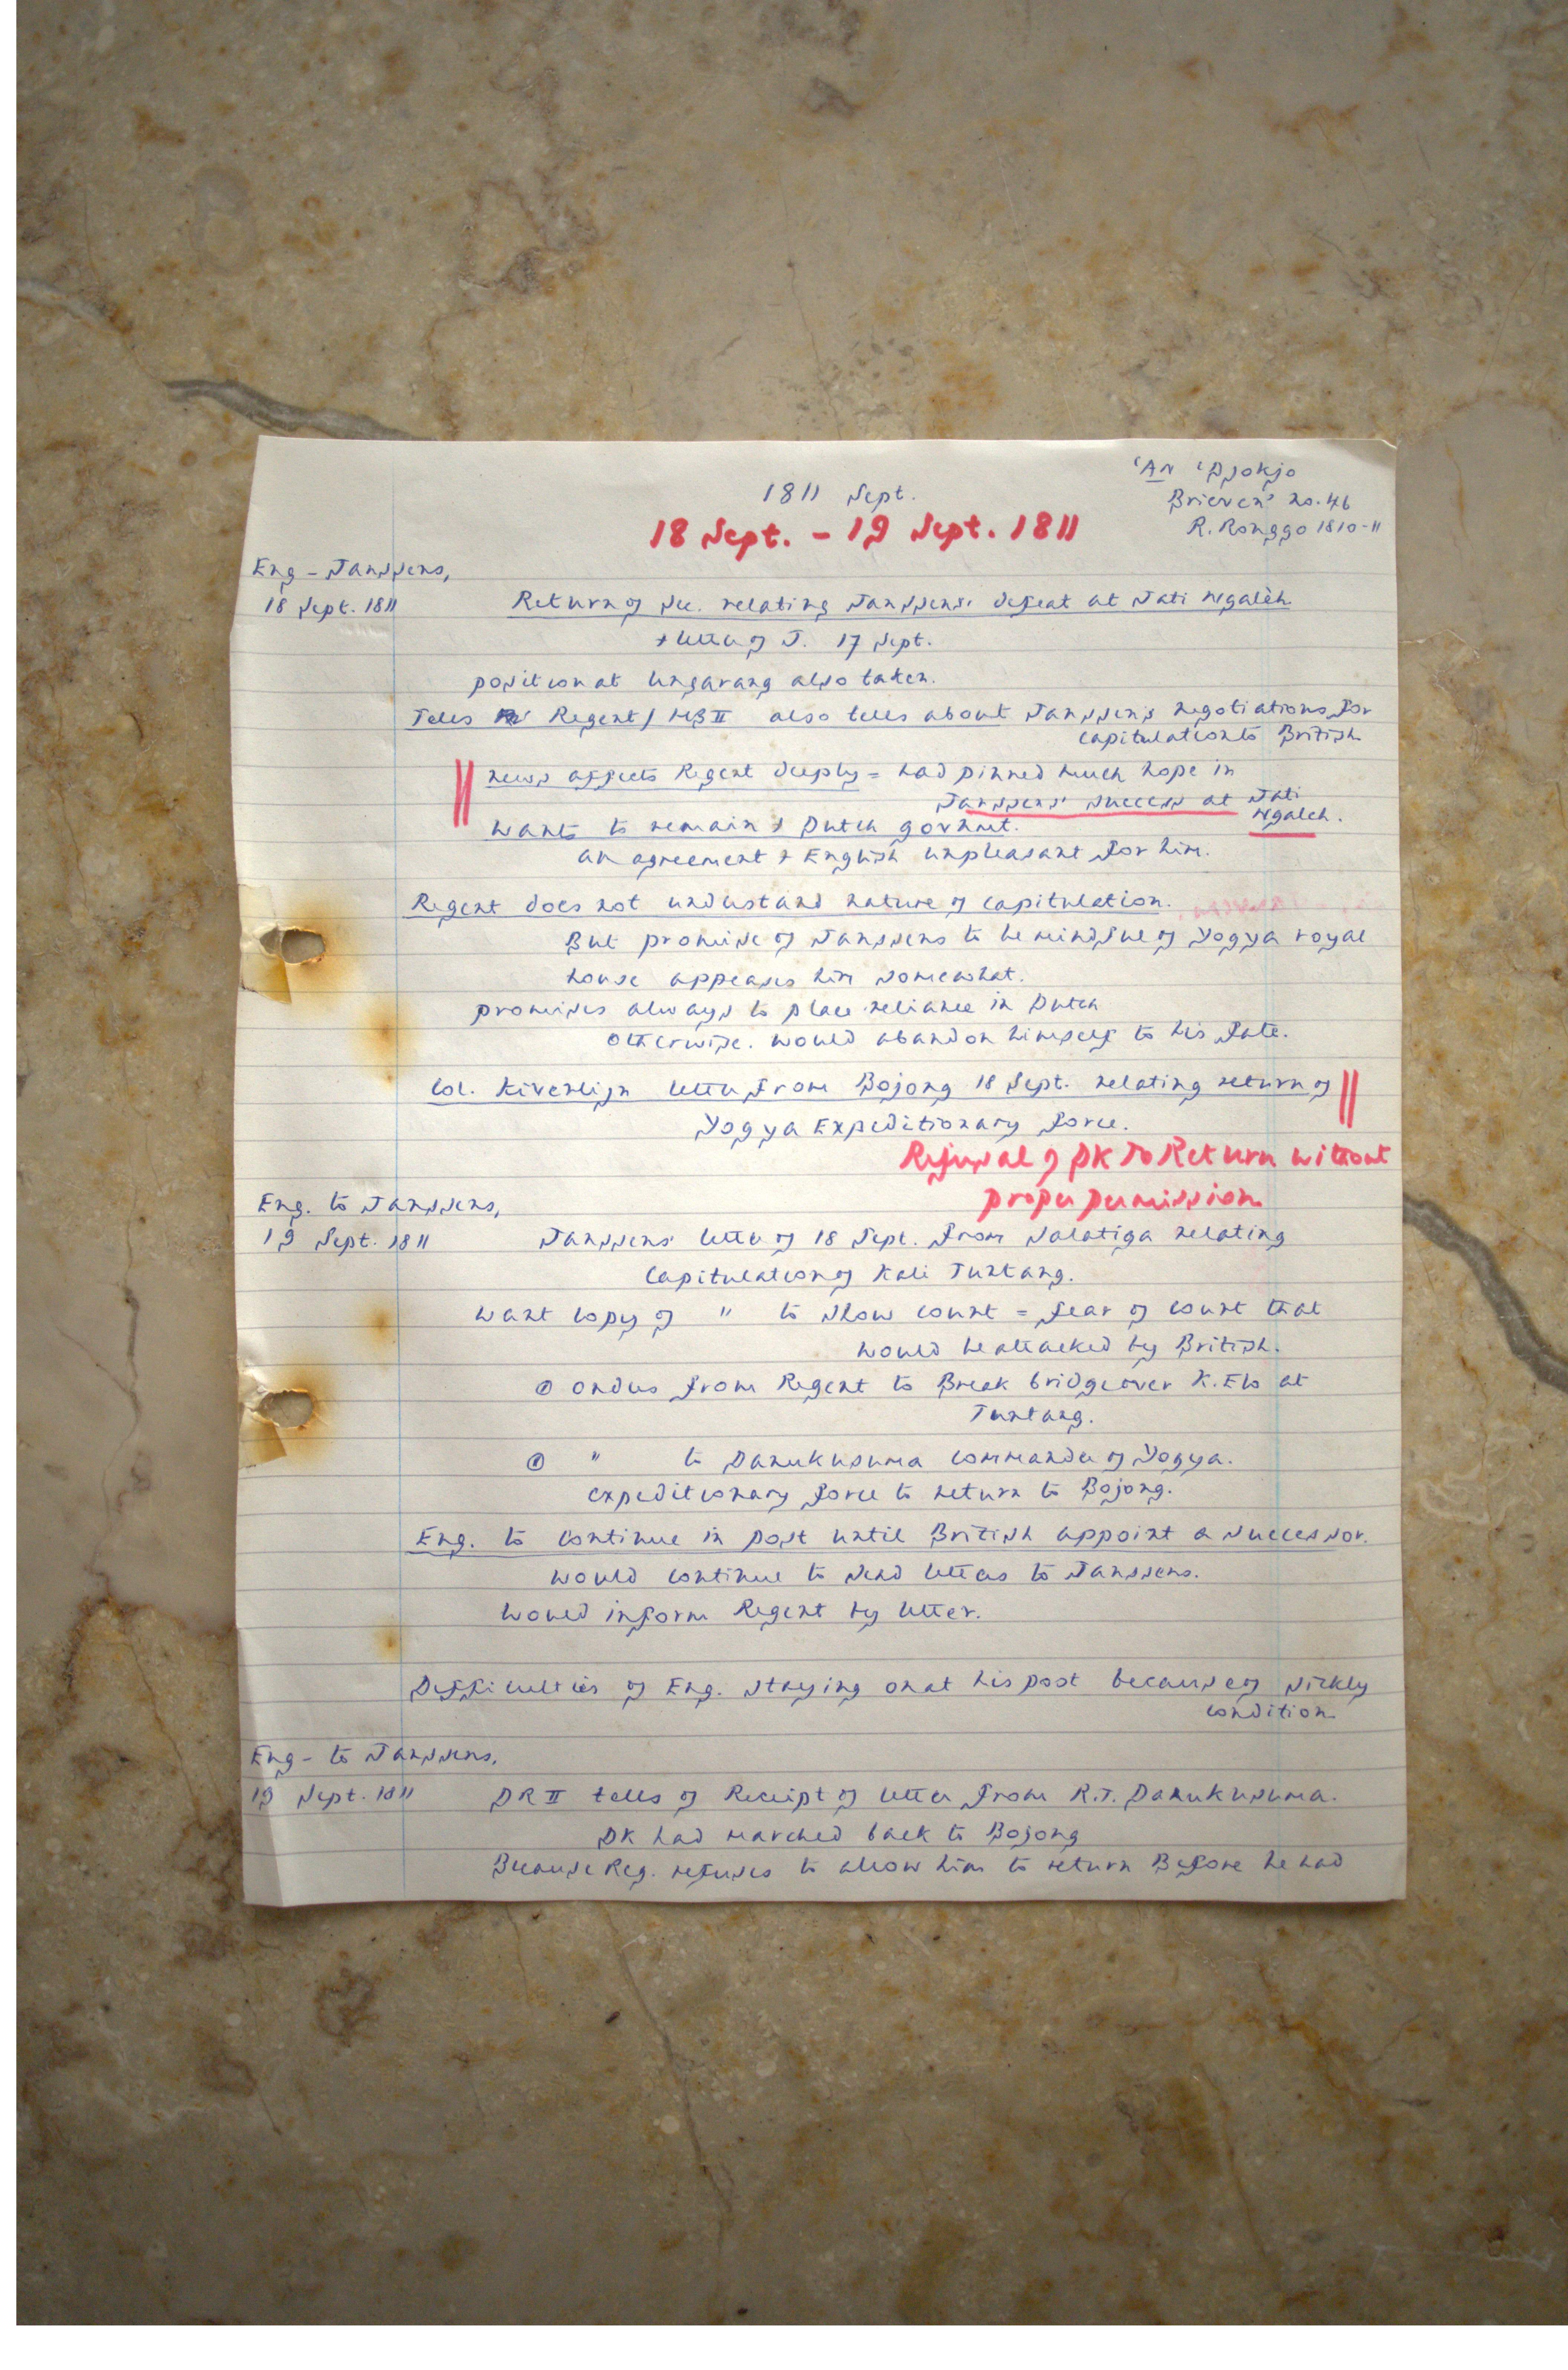 'AN 'Djokjo
Brieven' no. 46
R. Ronggo 1810-11
1811 Sept.
18 Sept. - 19 Sept. 1811
Eng - Janssens,
18 Sept. 1811
Return of Sec. relating Janssens' defeat at Jati Ngalèh
+ letter of J. 17 Sept.
position at Ungarang also taken.
Tells Regent / HB II also tells about Janssen's negotiations for
capitulation to British
news affects Regent deeply = had pinned much hope in
Janssens' success at Jati
Ngaleh.
wants to remain + Dutch govnmt.
an agreement + English unpleasant for him.
Regent does not understand nature of capitulation.
But promise of Janssens to be mindful of Yogya royal
house appeases him somewhat.
promises always to place reliance in Dutch
otherwise. would abandon himself to his fate.
Col. letter from Bojong 18 Sept. relating return of
Yogya Expeditionary force.
Refusal of DK To Return without
proper permission
Eng. to Janssens,
19 Sept. 1811
Janssens' letter of 18 Sept. from Salatiga relating
Capitulation of Kali Tuntang.
want copy of " to show court = fear of court that
would be attacked by British.
① orders from Regent to Break bridge over K. Elo at
Tuntang.
① " to Danukusuma commander of Yogya.
expeditionary force to return to Bojong.
Eng. to continue in post until British appoint a successor.
would continue to send letters to Janssens.
Would inform Regent by letter.
Difficulties of Eng. staying on at his post because of sickly
condition
Eng - to Janssens,
19 Sept. 1811
DR II tells of Receipt of letter from R.T. Danukusuma.
DK had marched back to Bojong
Because Reg. refuses to allow him to return Before he had